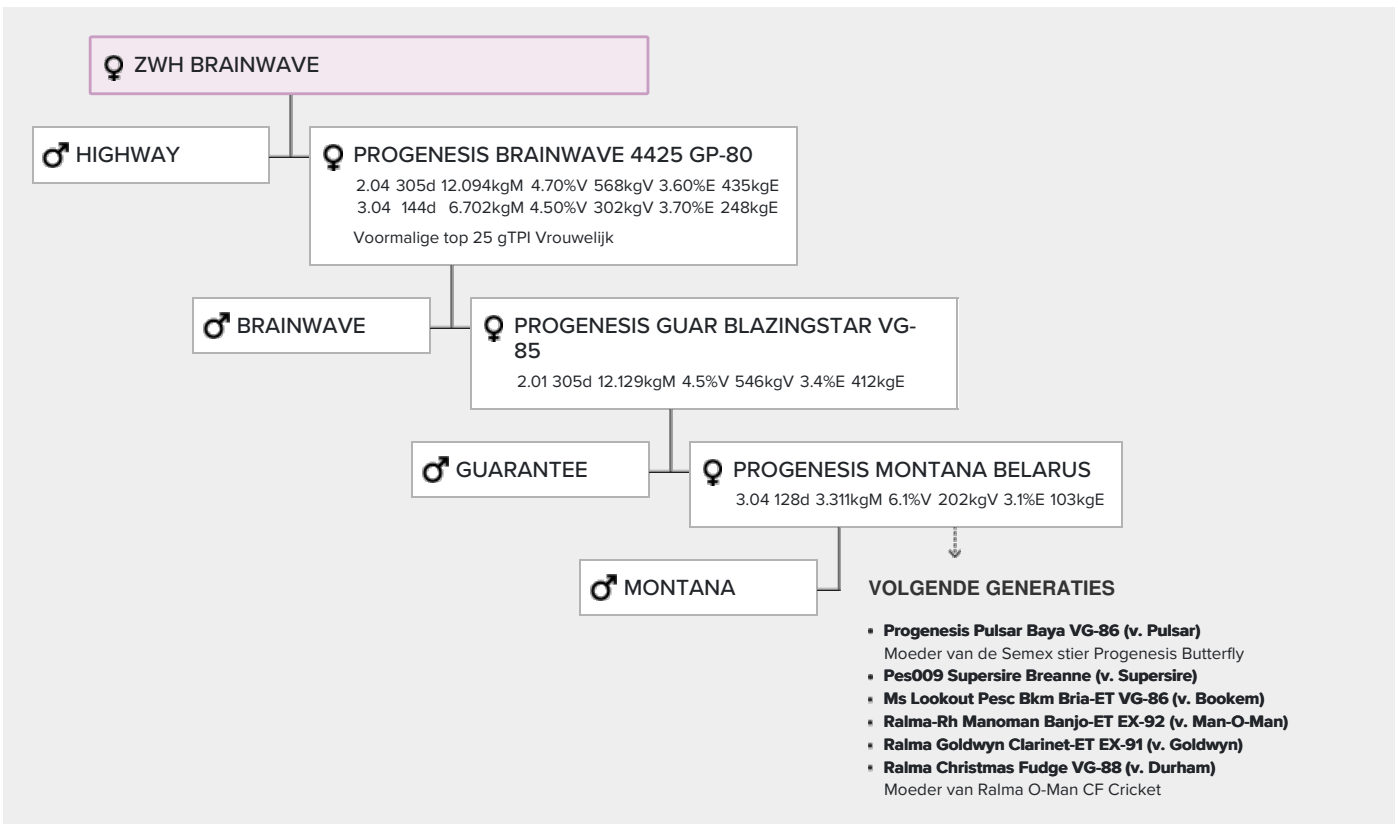 ZWH BRAINWAVE
HIGHWAY
PROGENESIS BRAINWAVE 4425 GP-80
2.04 305d 12.094kgM 4.70%V 568kgV 3.60%E 435kgE
3.04 144d 6.702kgM 4.50%V 302kgV 3.70%E 248kgE
Voormalige top 25 gTPI Vrouwelijk
BRAINWAVE
PROGENESIS GUAR BLAZINGSTAR VG-
85
2.01 305d 12.129kgM 4.5%V 546kgV 3.4%E 412kgE
GUARANTEE
PROGENESIS MONTANA BELARUS
3.04 128d 3.311kgM 6.1%V 202kgV 3.1%E 103kgE
MONTANA
VOLGENDE GENERATIES
Progenesis Pulsar Baya VG-86 (v. Pulsar)
Moeder van de Semex stier Progenesis Butterfly
Pes009 Supersire Breanne (v. Supersire)
Ms Lookout Pesc Bkm Bria-ET VG-86 (v. Bookem)
Ralma-Rh Manoman Banjo-ET EX-92 (v. Man-O-Man)
Ralma Goldwyn Clarinet-ET EX-91 (v. Goldwyn)
Ralma Christmas Fudge VG-88 (v. Durham)
Moeder van Ralma O-Man CF Cricket